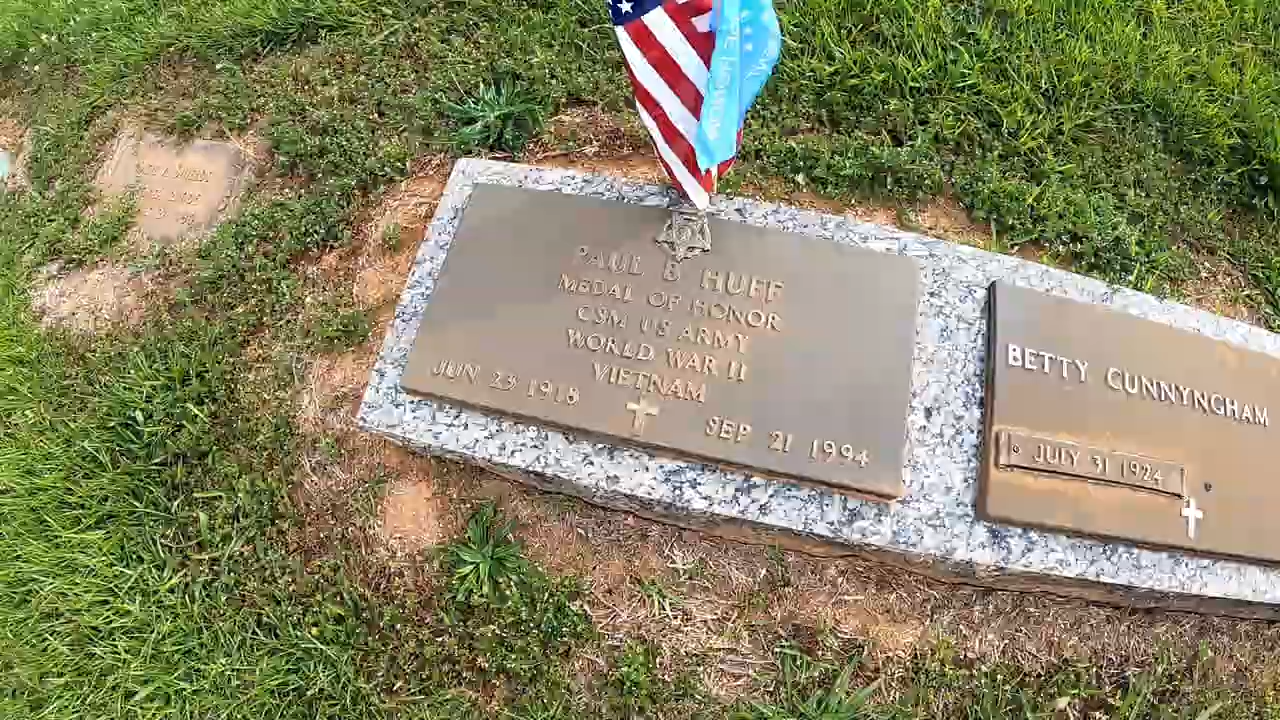 PAUL B HUFF
MEDAL OF HONOR
CSM US ARMY
WORLD WAR II
VIETNAM
JUN 23 1918
SEP 21 1994
BETTY CUNNYNGHAM
JULY 31 1924